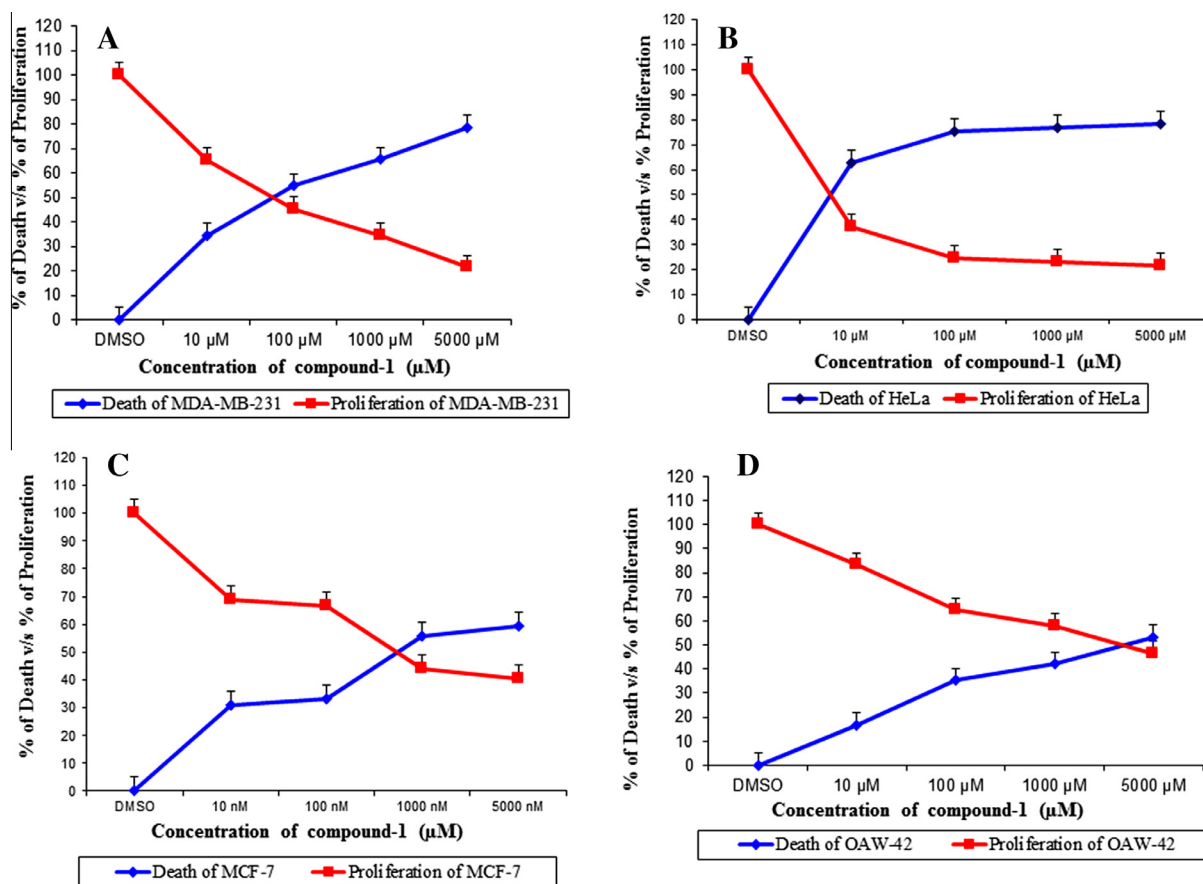 A
% of Death v/s % of Proliferation
120
110
100
90
80
70
60
50
40
30
20
10
0
DMSO 10 µM 100 µM 1000 µM 5000 µM
Concentration of compound-1 (µM)
Death of MDA-MB-231 Proliferation of MDA-MB-231
B
% of Death v/s % Proliferation
120
110
100
90
80
70
60
50
40
30
20
10
0
DMSO 10 µM 100 µM 1000 µM 5000 µM
Concentration of compound-1 (µM)
Death of HeLa Proliferation of HeLa
C
% of Death v/s % of Proliferation
120
110
100
90
80
70
60
50
40
30
20
10
0
DMSO 10 nM 100 nM 1000 nM 5000 nM
Concentration of compound-1 (µM)
Death of MCF-7 Proliferation of MCF-7
D
% of Death v/s % of Proliferation
120
110
100
90
80
70
60
50
40
30
20
10
0
DMSO 10 µM 100 µM 1000 µM 5000 µM
Concentration of compound-1 (µM)
Death of OAW-42 Proliferation of OAW-42